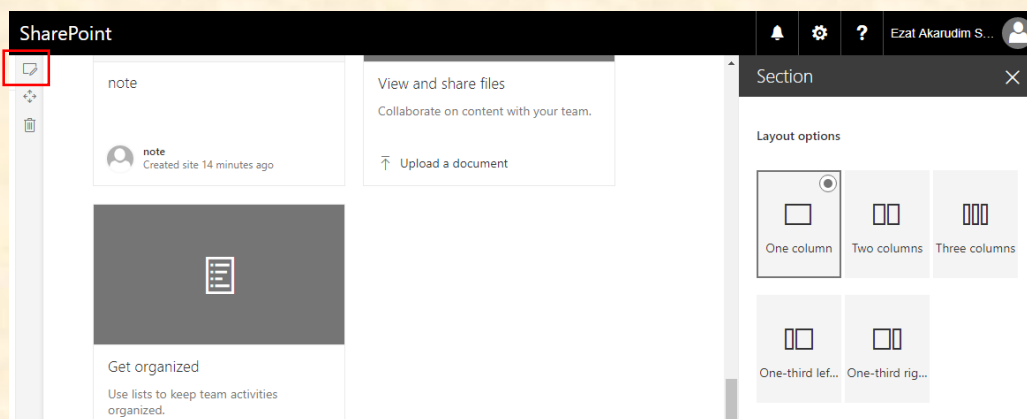 SharePoint
? Ezat Akarudim S...
note
note
Created site 14 minutes ago
View and share files
Collaborate on content with your team.
Upload a document
Get organized
Use lists to keep team activities
organized.
Section
Layout options
One column
Two columns
Three columns
One-third lef...
One-third rig...